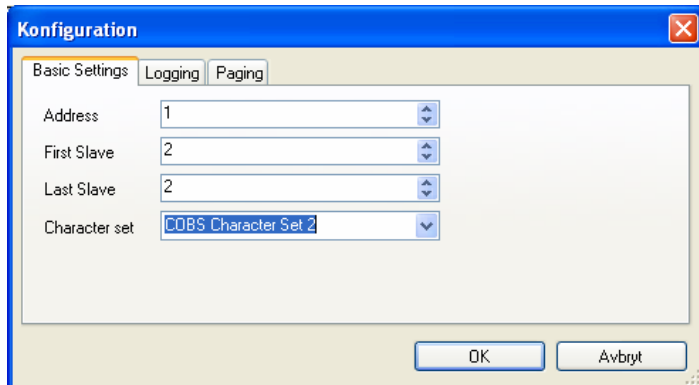 Konfiguration
Basic Settings Logging Paging
Address 1
First Slave 2
Last Slave 2
Character set COBS Character Set 2
OK Avbryt